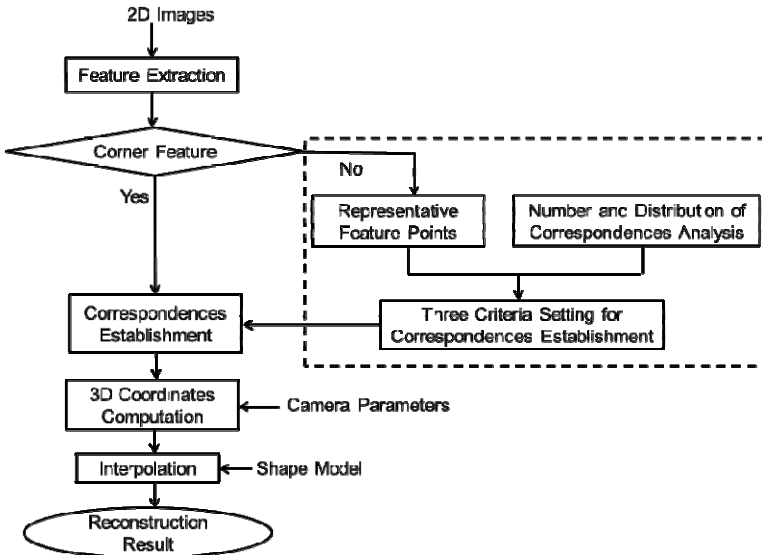 2D Images
Feature Extraction
Corner Feature
No
Yes
Representative
Feature Points
Number and Distribution of
Correspondences Analysis
Correspondences
Establishment
Three Criteria Setting for
Correspondences Establishment
3D Coordinates
Computation
Camera Parameters
Interpolation
Shape Model
Reconstruction
Result